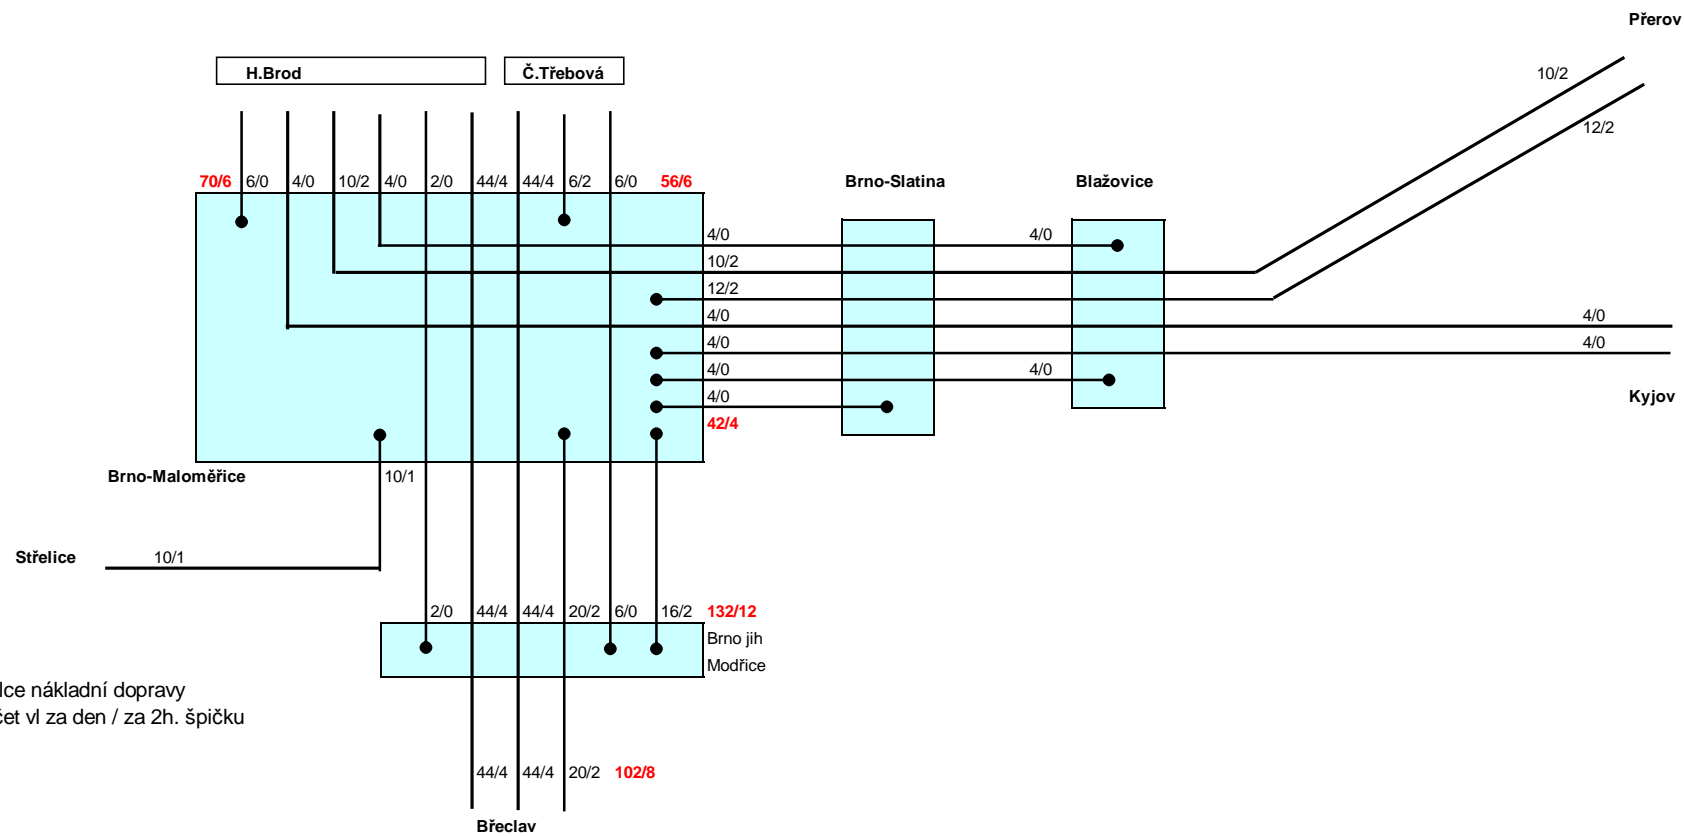 Přerov
H.Brod
Č.Třebová
10/2
12/2
70/6 6/0 4/0 10/2 4/0 2/0 44/4 44/4 6/2 6/0 56/6
Brno-Slatina
Blažovice
4/0 4/0
10/2
12/2
4/0 4/0
4/0 4/0
4/0 4/0
4/0
Kyjov
42/4
Brno-Maloměřice
10/1
Střelice
10/1
2/0 44/4 44/4 20/2 6/0 16/2 132/12
Brno jih
Modřice
lce nákladní dopravy
čet vl za den / za 2h. špičku
44/4 44/4 20/2 102/8
Břeclav